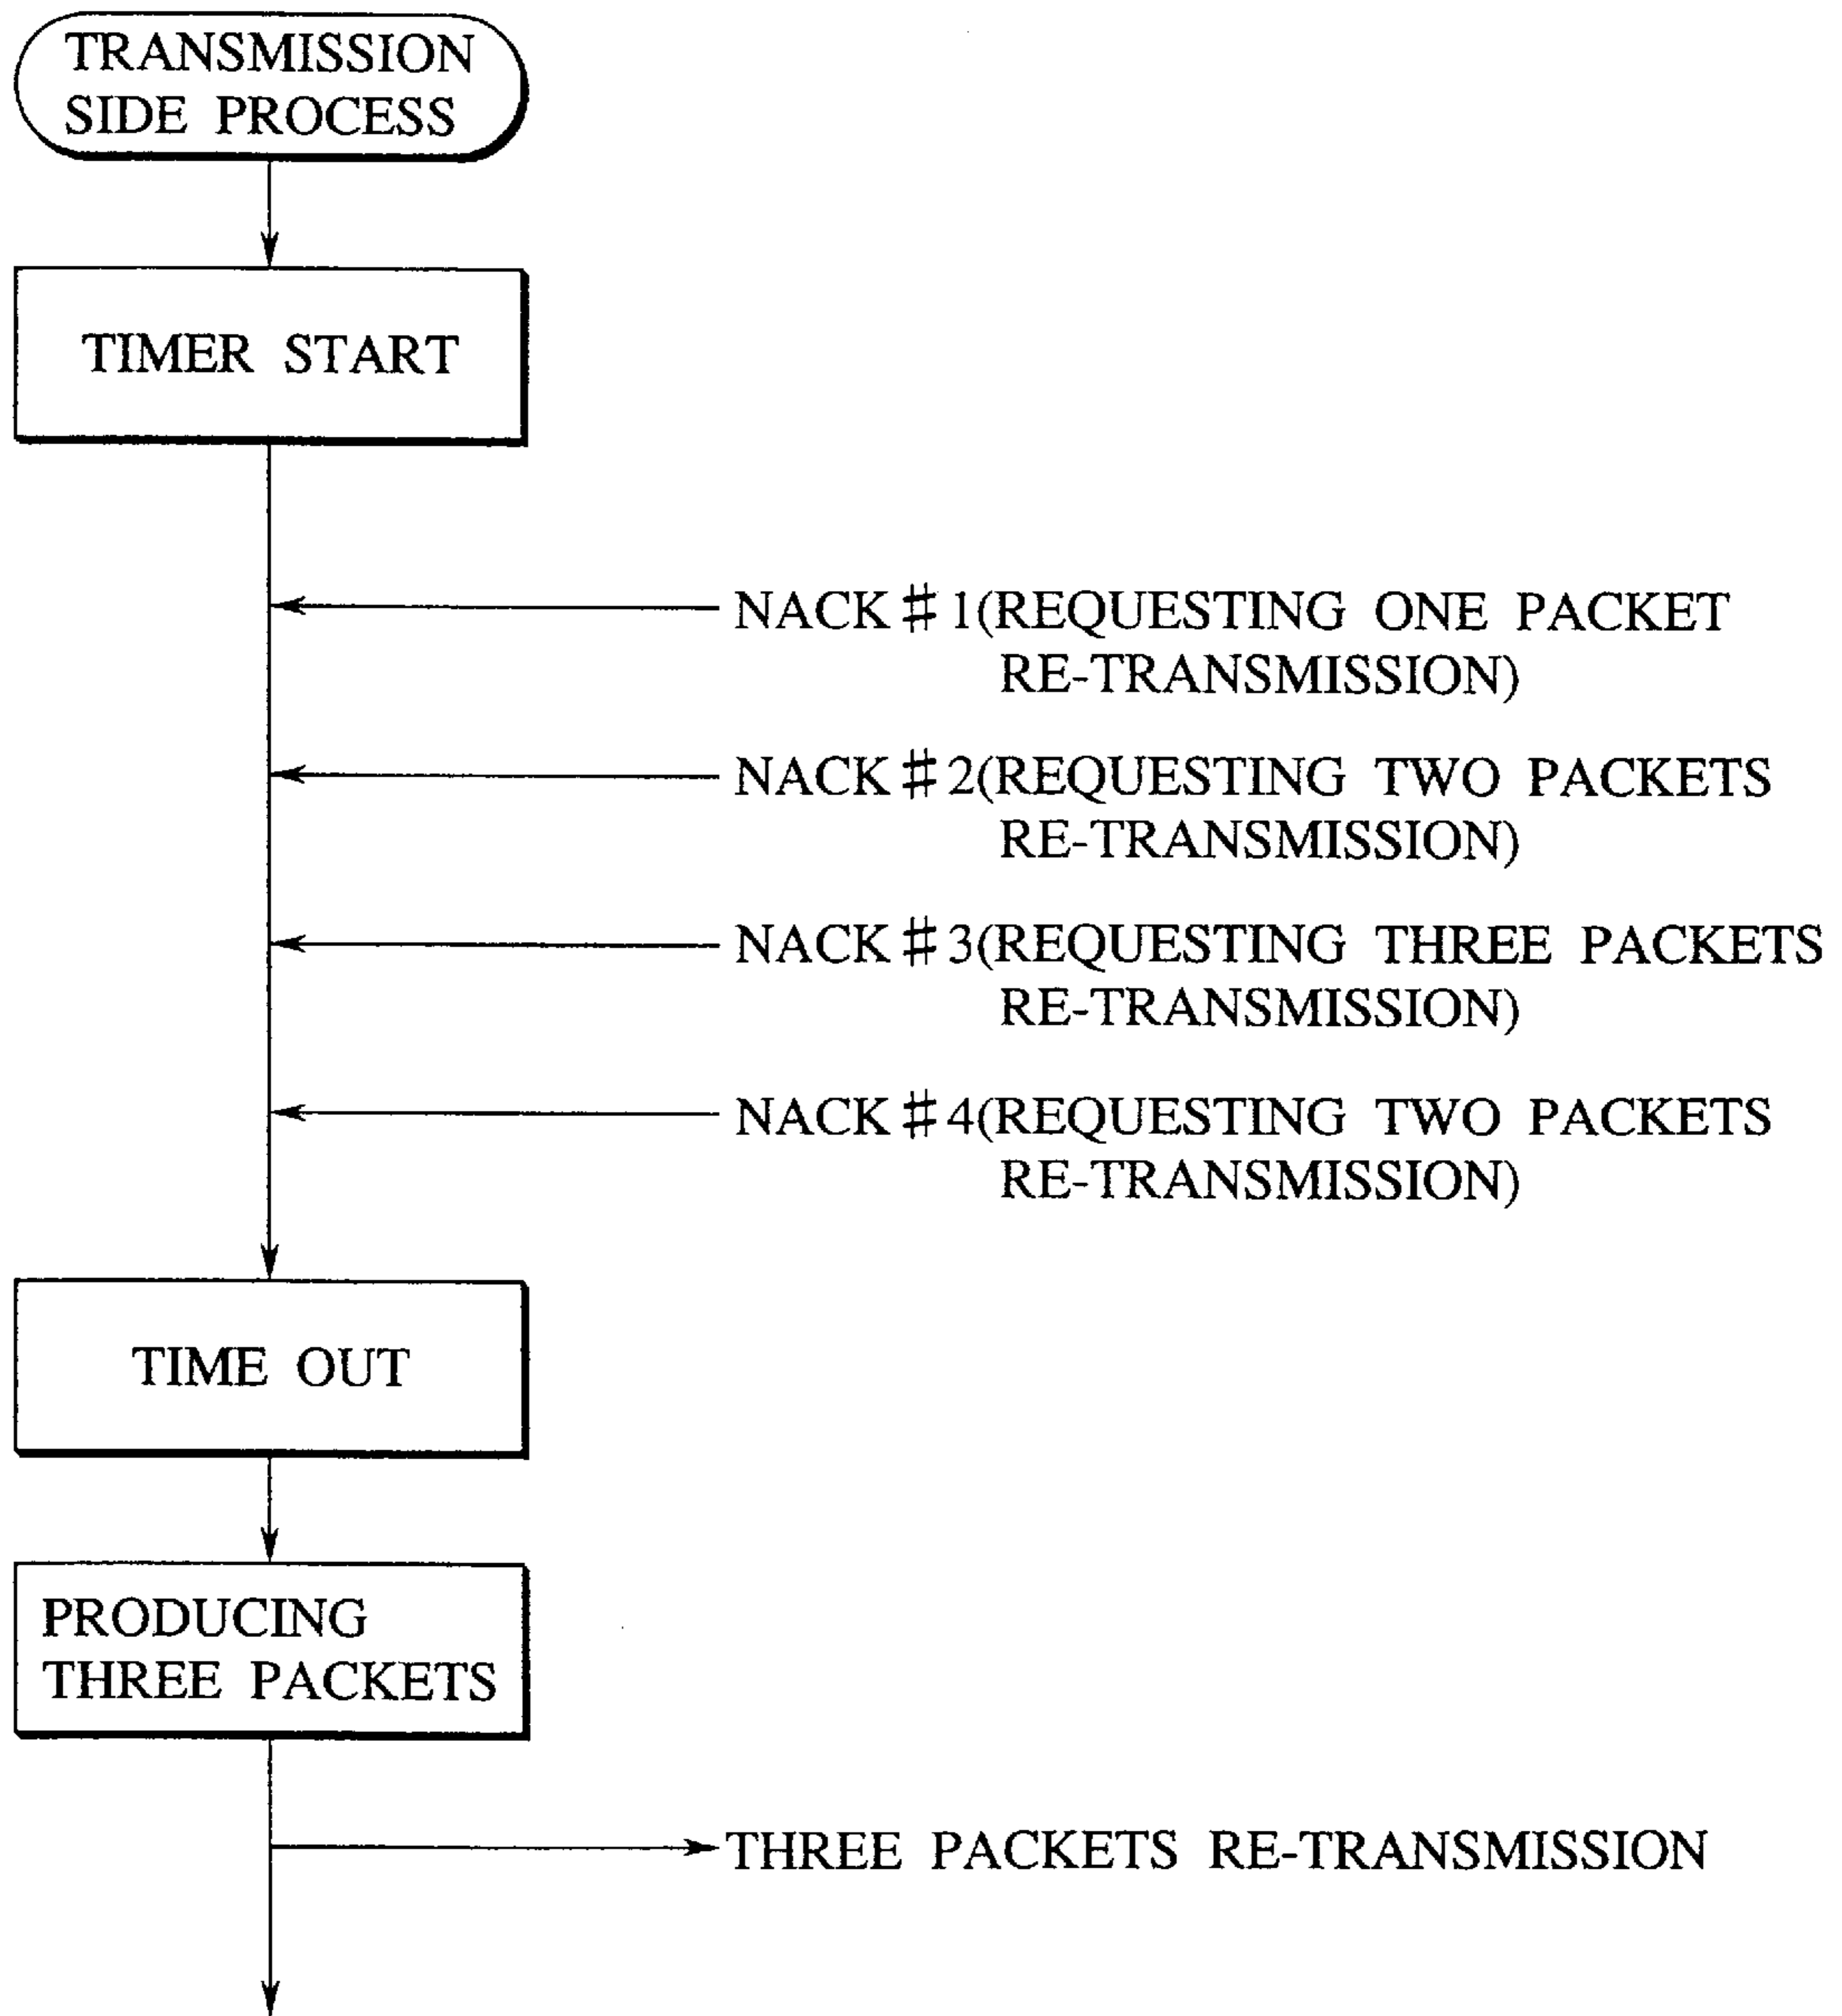 TRANSMISSION
SIDE PROCESS
TIMER START
NACK #1(REQUESTING ONE PACKET
RE-TRANSMISSION)
NACK #2(REQUESTING TWO PACKETS
RE-TRANSMISSION)
NACK #3(REQUESTING THREE PACKETS
RE-TRANSMISSION)
NACK #4(REQUESTING TWO PACKETS
RE-TRANSMISSION)
TIME OUT
PRODUCING
THREE PACKETS
THREE PACKETS RE-TRANSMISSION